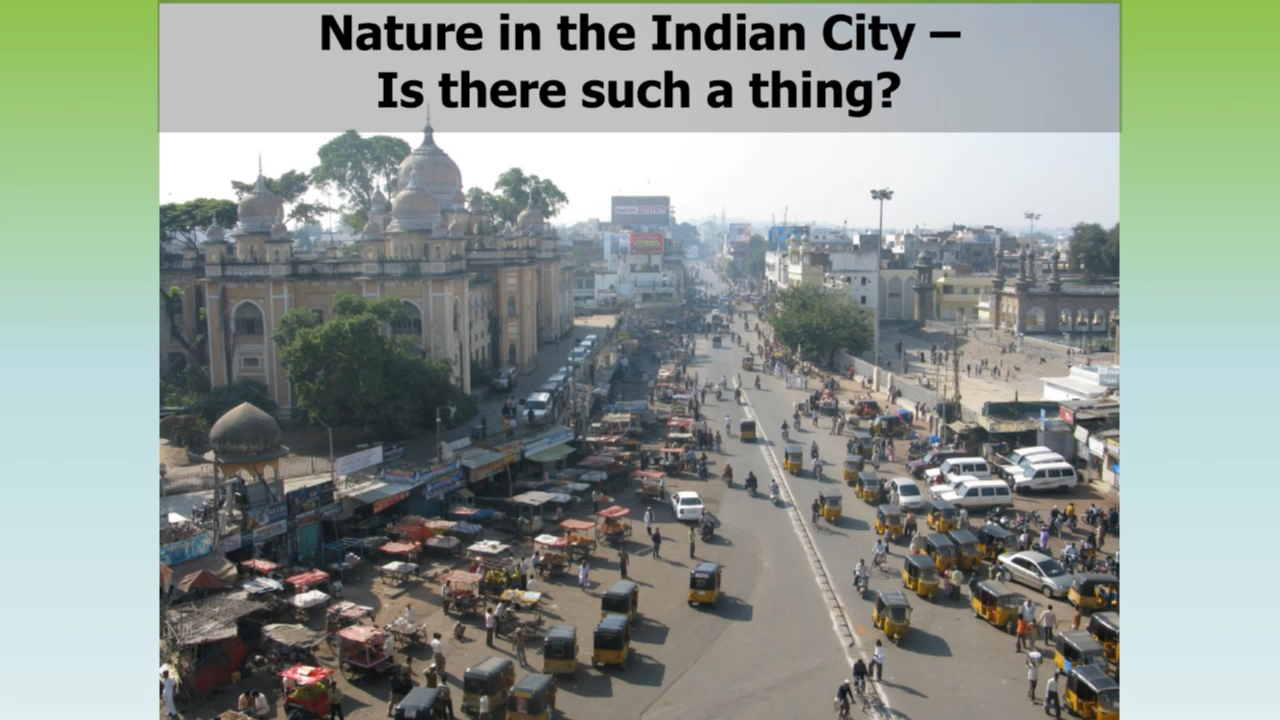 Nature in the Indian City –
Is there such a thing?